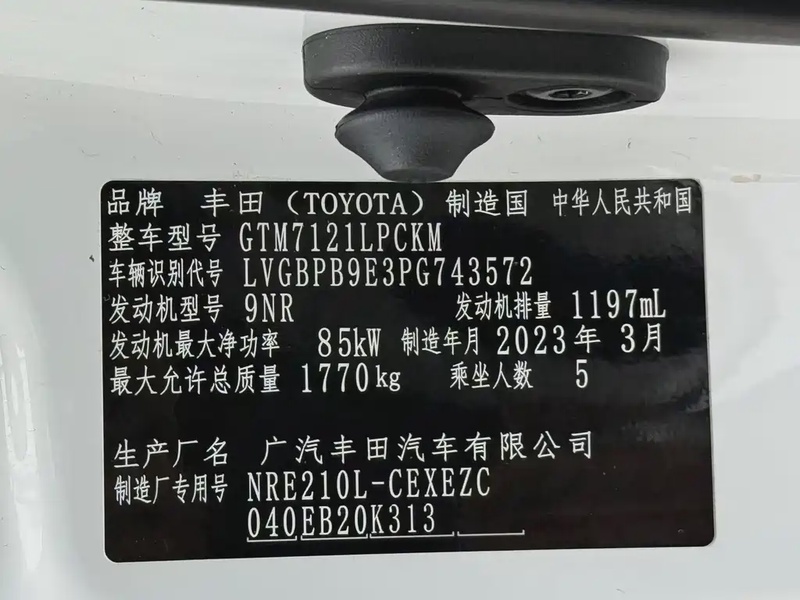 品牌 丰田（TOYOTA）制造国 中华人民共和国
整车型号 GTM7121LPCKM
车辆识别代号 LVGBPB9E3PG743572
发动机型号 9NR 发动机排量 1197mL
发动机最大净功率 85kW 制造年月 2023年 3月
最大允许总质量 1770kg 乘坐人数 5
生产厂名 广汽丰田汽车有限公司
制造厂专用号 NRE210L-CEXEZC
040EB20K313